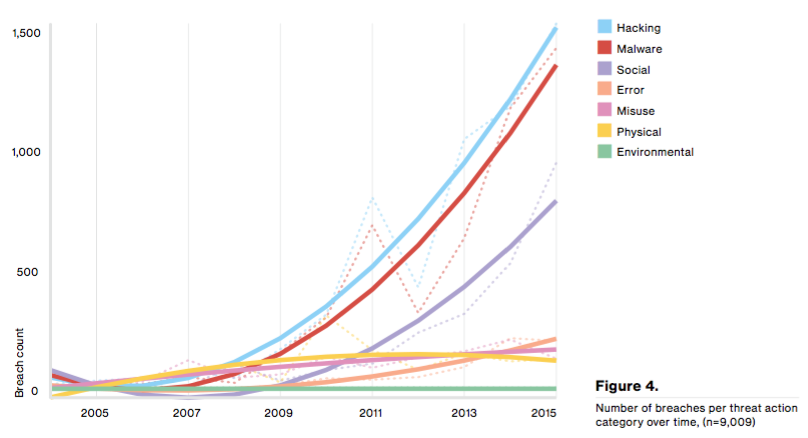 1,500
1,000
500
0
Breach count
2005
2007
2009
2011
2013
2015
Hacking
Malware
Social
Error
Misuse
Physical
Environmental
Figure 4.
Number of breaches per threat action
category over time, (n=9,009)